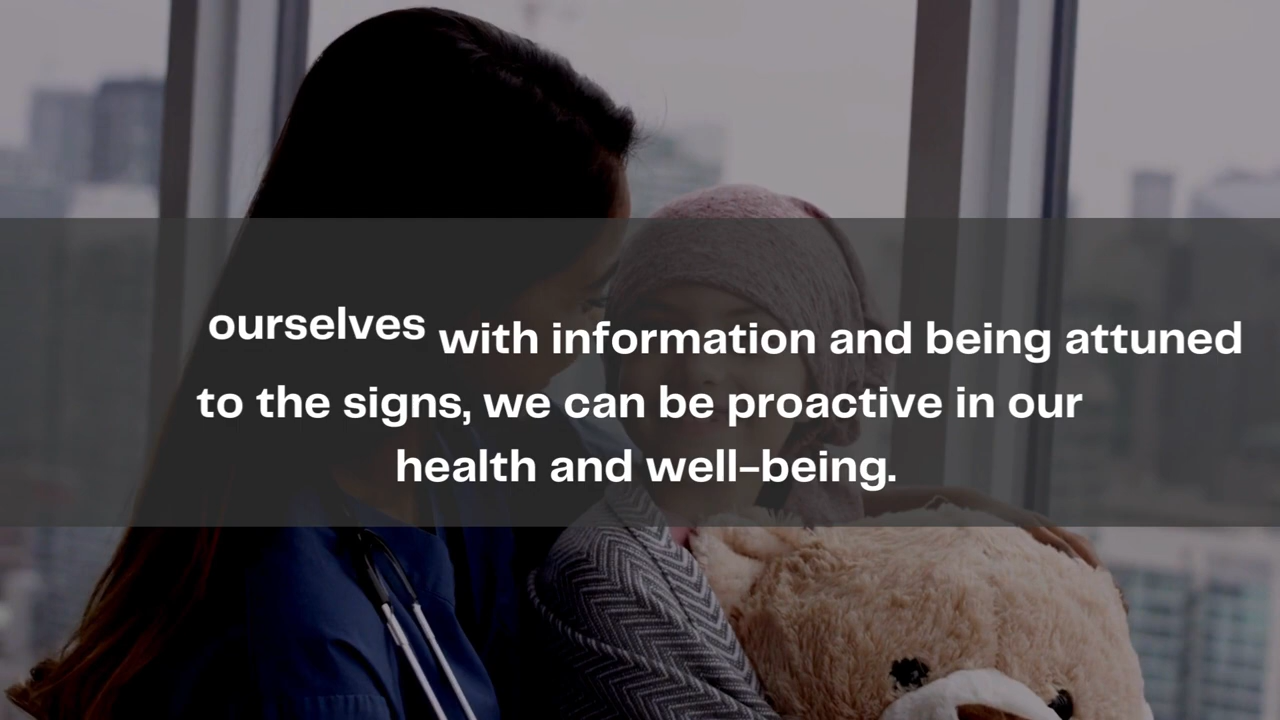 ourselves with information and being attuned
to the signs, we can be proactive in our
health and well-being.